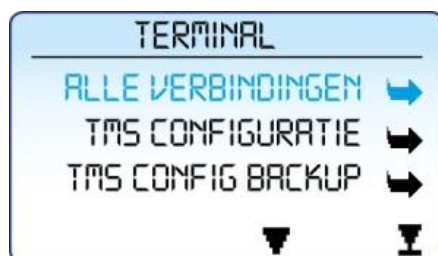 TERMINAL
ALLE VERBINDINGEN
TMS CONFIGURATIE
TMS CONFIG BACKUP